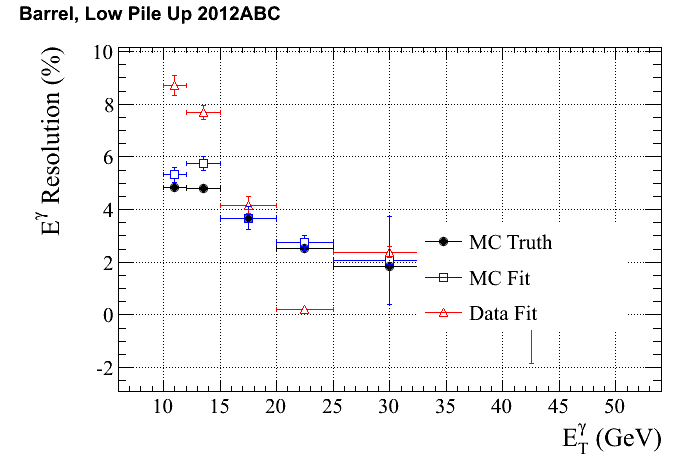 Barrel, Low Pile Up 2012ABC
E^γ Resolution (%)
10
8
6
4
2
0
-2
MC Truth
MC Fit
Data Fit
10 15 20 25 30 35 40 45 50
E_T^γ (GeV)